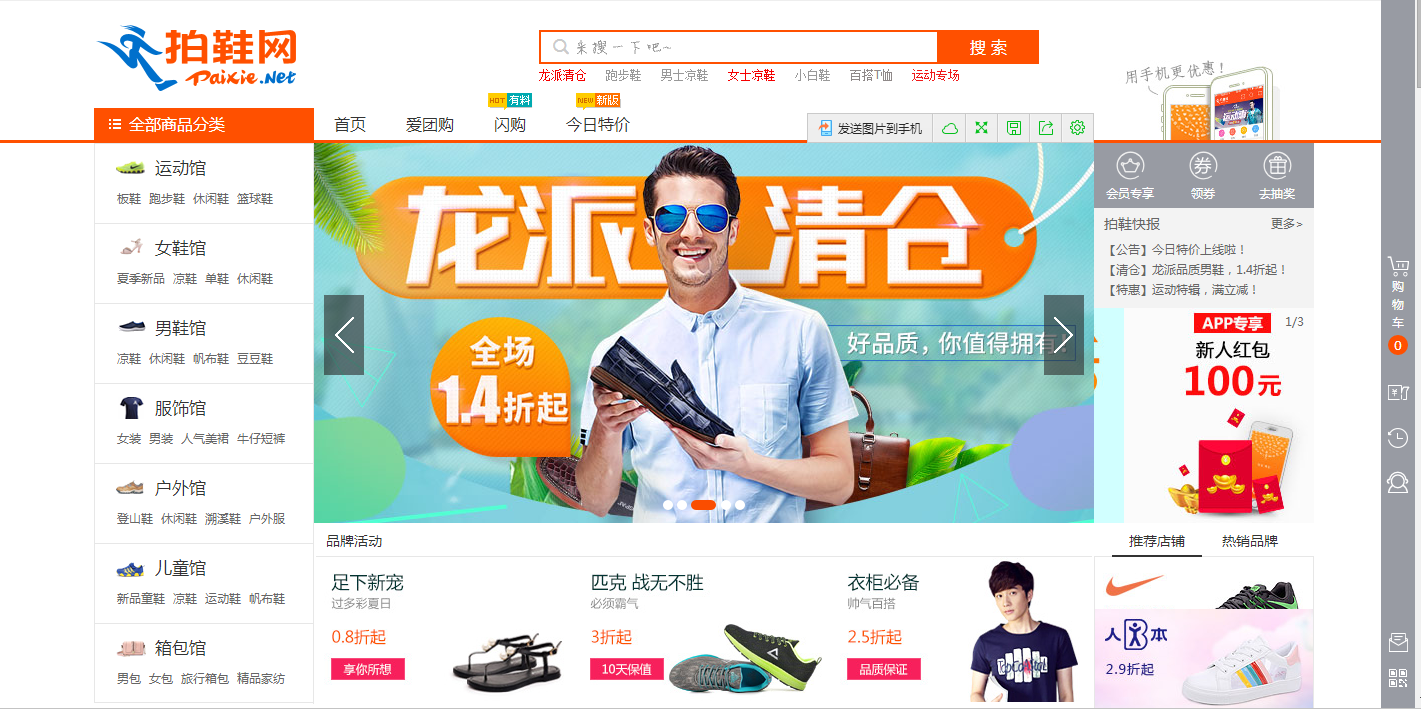 拍鞋网
Paixie.Net
来搜一下吧~
搜 索
龙派清仓 跑步鞋 男士凉鞋 女士凉鞋 小白鞋 百搭T恤 运动专场
用手机更优惠!
HOT 有料 NEW 新版
全部商品分类 首页 爱团购 闪购 今日特价
发送图片到手机
运动馆
板鞋 跑步鞋 休闲鞋 篮球鞋
女鞋馆
夏季新品 凉鞋 单鞋 休闲鞋
男鞋馆
凉鞋 休闲鞋 帆布鞋 豆豆鞋
服饰馆
女装 男装 人气美裙 牛仔短裤
户外馆
登山鞋 休闲鞋 溯溪鞋 户外服
儿童馆
新品童鞋 凉鞋 运动鞋 帆布鞋
箱包馆
男包 女包 旅行箱包 精品家纺
龙派 清仓
全场
1.4折起
好品质,你值得拥有
会员专享 领券 去抽奖
拍鞋快报 更多>
【公告】今日特价上线啦!
【清仓】龙派品质男鞋,1.4折起!
【特惠】运动特辑,满立减!
APP专享 1/3
新人红包
100元
购
物
车
0
品牌活动
推荐店铺 热销品牌
足下新宠
过多彩夏日
0.8折起
享你所想
匹克 战无不胜
必须霸气
3折起
10天保值
衣柜必备
帅气百搭
2.5折起
品质保证
人本
2.9折起